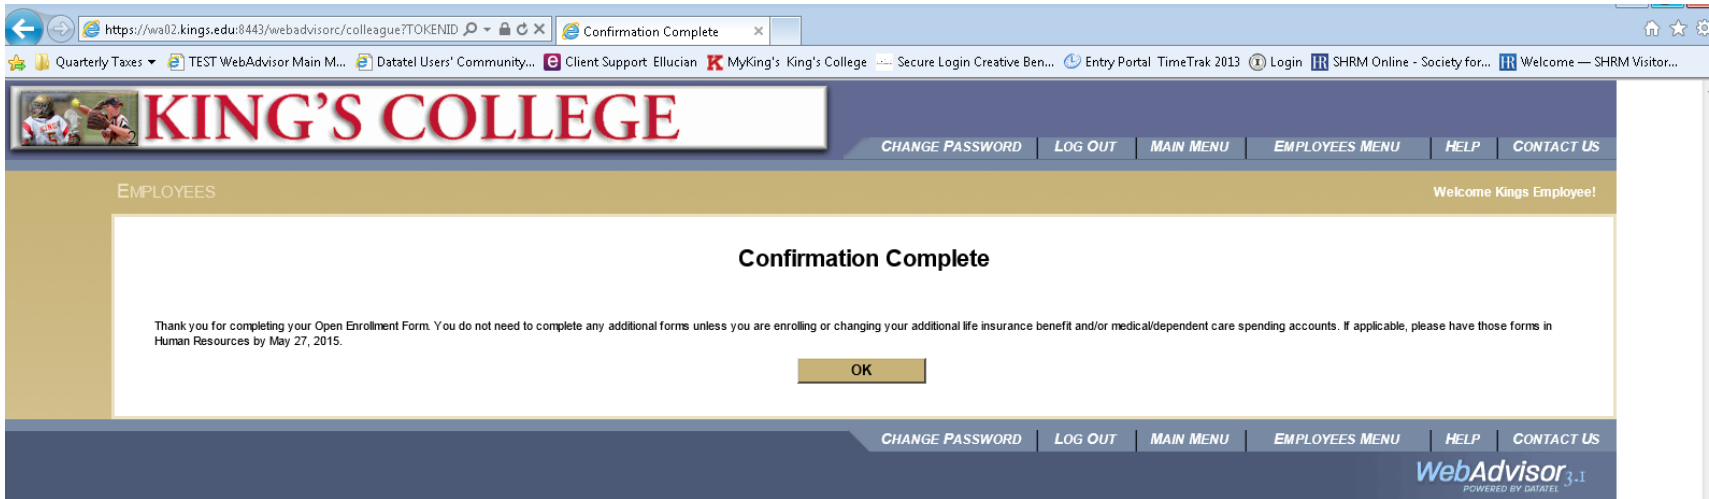 https://wa02.kings.edu:8443/webadvisorc/colleague?TOKENID
Confirmation Complete
Quarterly Taxes TEST WebAdvisor Main M... Datatel Users' Community... Client Support Ellucian MyKing's King's College Secure Login Creative Ben... Entry Portal TimeTrak 2013 Login SHRM Online - Society for... Welcome — SHRM Visitor...
KING'S COLLEGE
CHANGE PASSWORD LOG OUT MAIN MENU EMPLOYEES MENU HELP CONTACT US
EMPLOYEES
Welcome Kings Employee!
Confirmation Complete
Thank you for completing your Open Enrollment Form. You do not need to complete any additional forms unless you are enrolling or changing your additional life insurance benefit and/or medical/dependent care spending accounts. If applicable, please have those forms in
Human Resources by May 27, 2015.
OK
CHANGE PASSWORD LOG OUT MAIN MENU EMPLOYEES MENU HELP CONTACT US
WebAdvisor 3.1
POWERED BY DATATEL